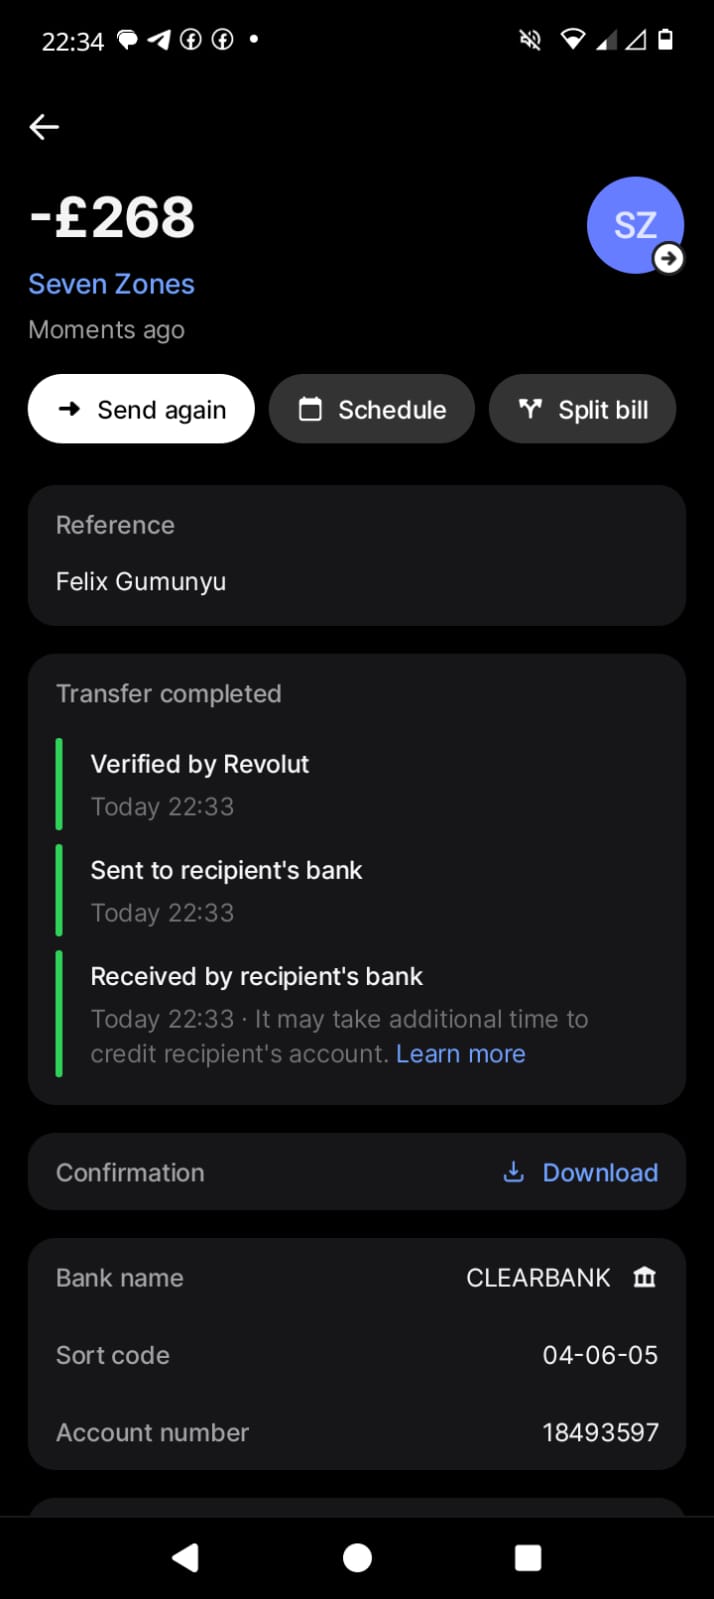 22:34
-£268
SZ
Seven Zones
Moments ago
Send again
Schedule
Split bill
Reference
Felix Gumunyu
Transfer completed
Verified by Revolut
Today 22:33
Sent to recipient's bank
Today 22:33
Received by recipient's bank
Today 22:33 · It may take additional time to
credit recipient's account. Learn more
Confirmation
Download
Bank name
CLEARBANK
Sort code
04-06-05
Account number
18493597